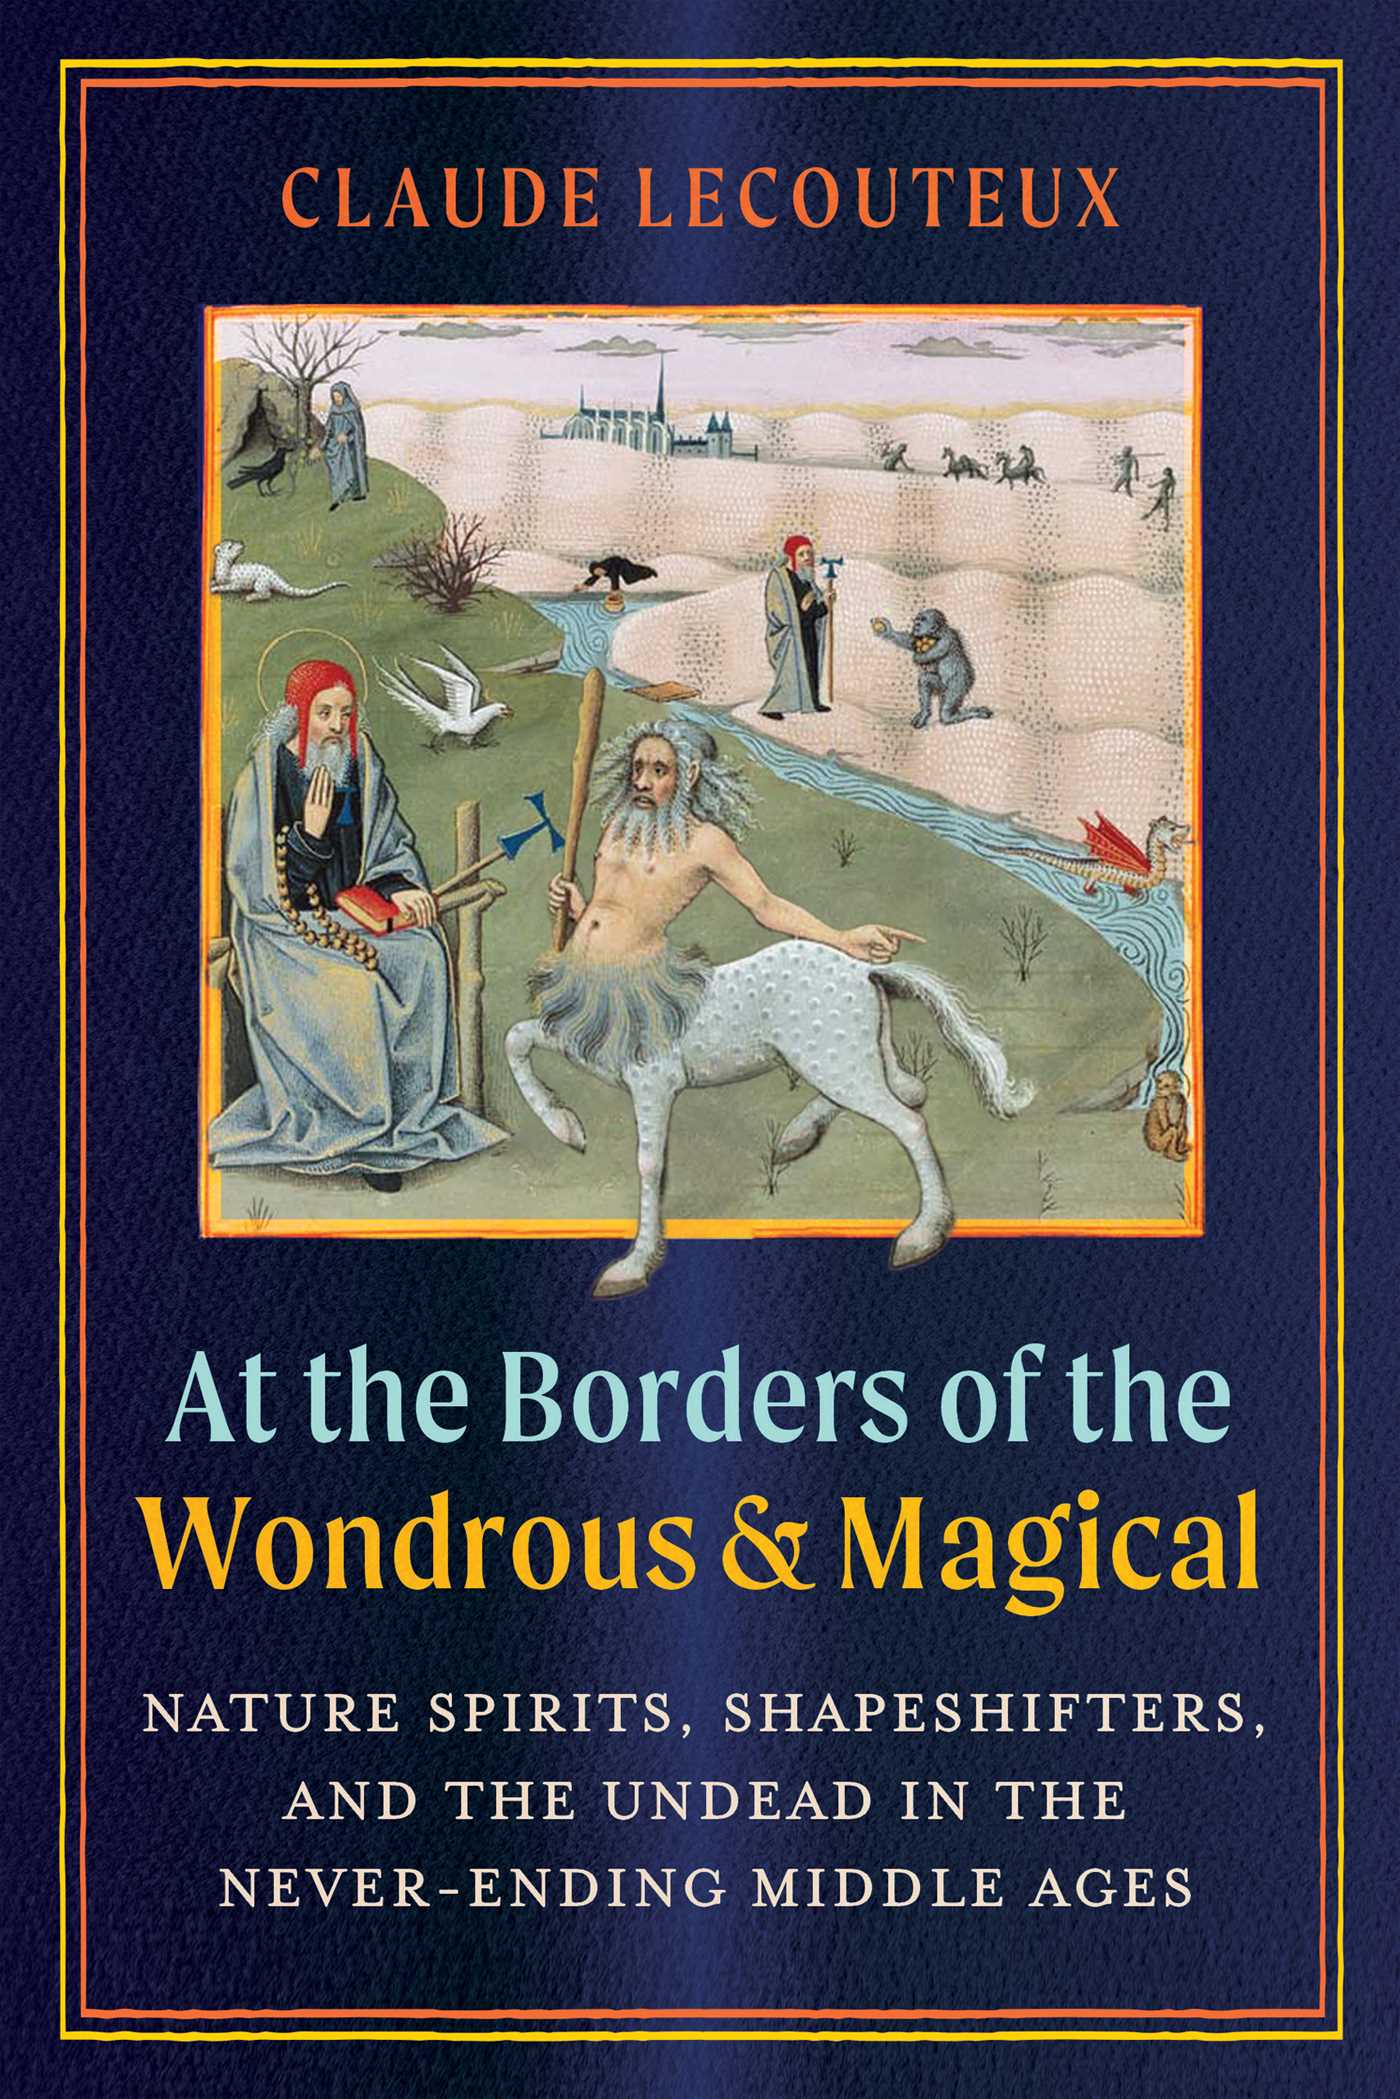 CLAUDE LECOUTEUX
At the Borders of the
Wondrous & Magical
NATURE SPIRITS, SHAPESHIFTERS,
AND THE UNDEAD IN THE
NEVER-ENDING MIDDLE AGES